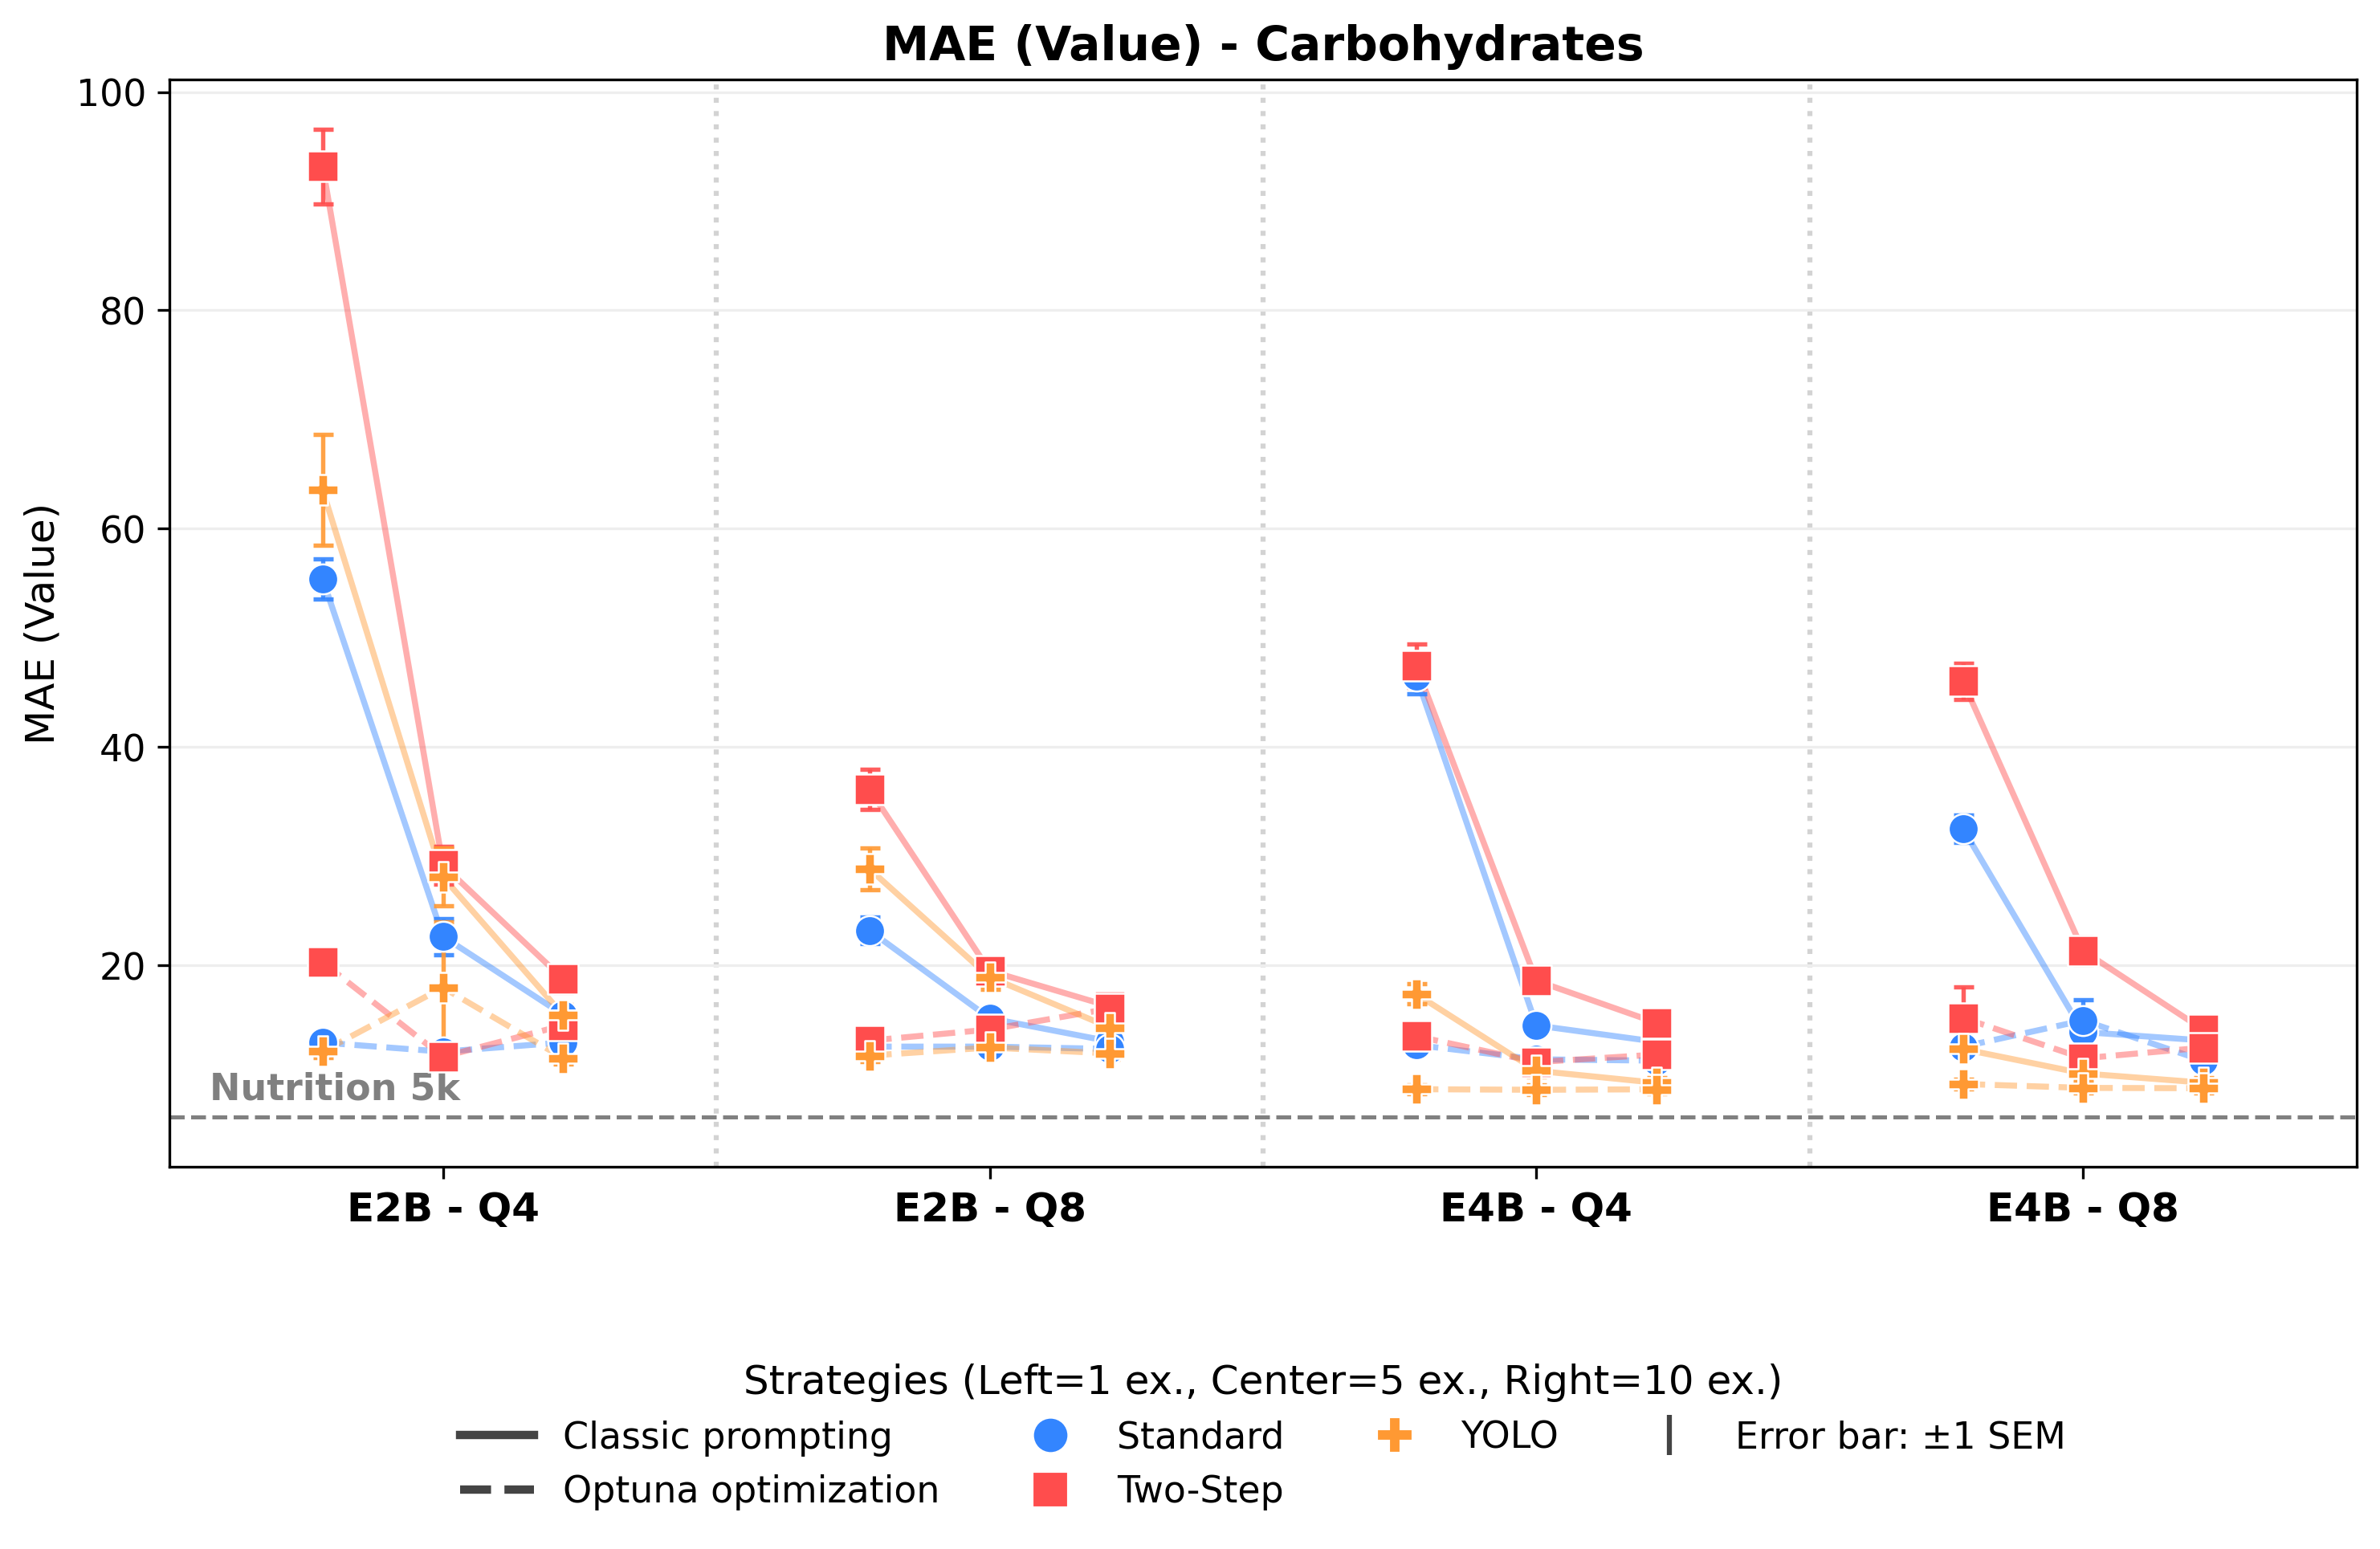 MAE (Value) - Carbohydrates
MAE (Value)
100
80
60
40
20
Nutrition 5k
E2B - Q4
E2B - Q8
E4B - Q4
E4B - Q8
Strategies (Left=1 ex., Center=5 ex., Right=10 ex.)
Classic prompting
Optuna optimization
Standard
Two-Step
YOLO
Error bar: ±1 SEM